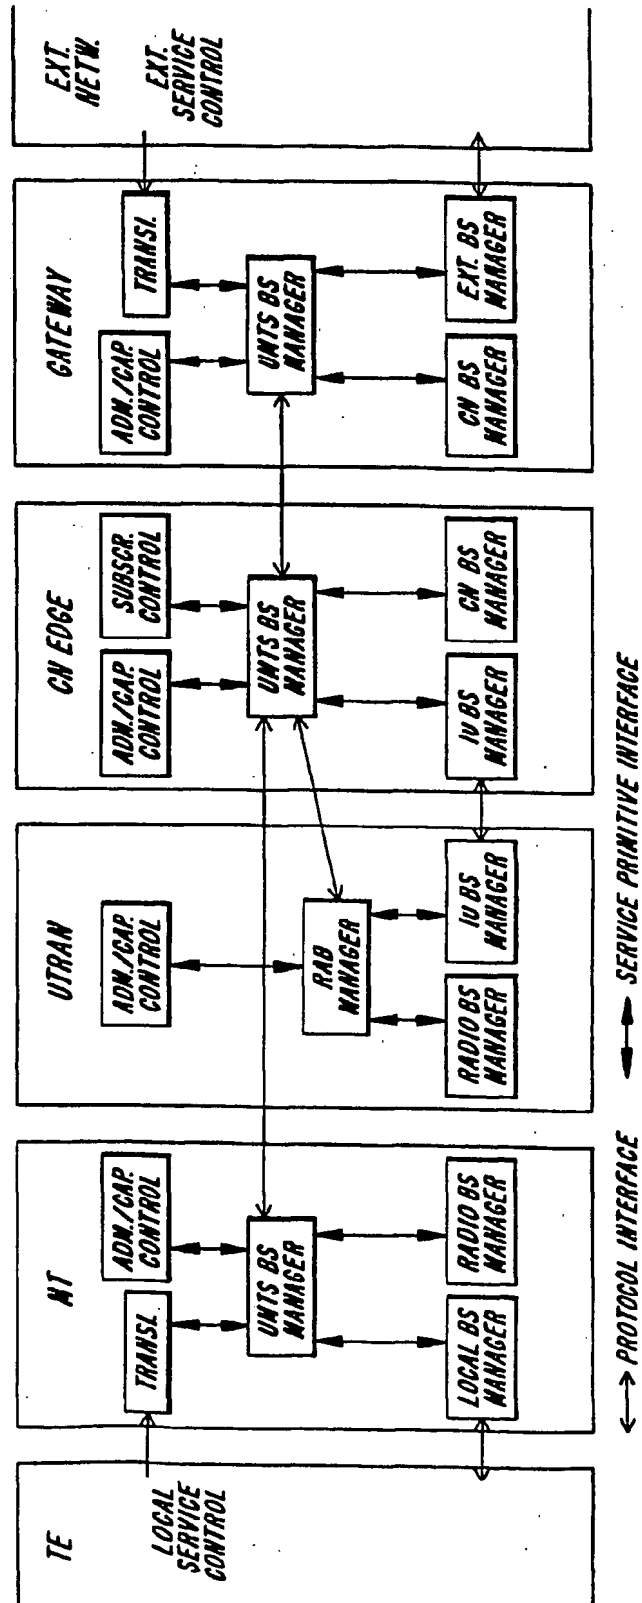 TE
LOCAL
SERVICE
CONTROL
MT
TRANSL
ADM./CAP.
CONTROL
UMTS BS
MANAGER
LOCAL BS
MANAGER
RADIO BS
MANAGER
UTRAN
ADM./CAP.
CONTROL
RAB
MANAGER
RADIO BS
MANAGER
IU BS
MANAGER
CN EDGE
ADM./CAP.
CONTROL
SUBSCR.
CONTROL
UMTS BS
MANAGER
IU BS
MANAGER
CN BS
MANAGER
GATEWAY
ADM./CAP.
CONTROL
TRANSL.
UMTS BS
MANAGER
CN BS
MANAGER
EXT. BS
MANAGER
EXT.
NETW.
EXT.
SERVICE
CONTROL
PROTOCOL INTERFACE
SERVICE PRIMITIVE INTERFACE